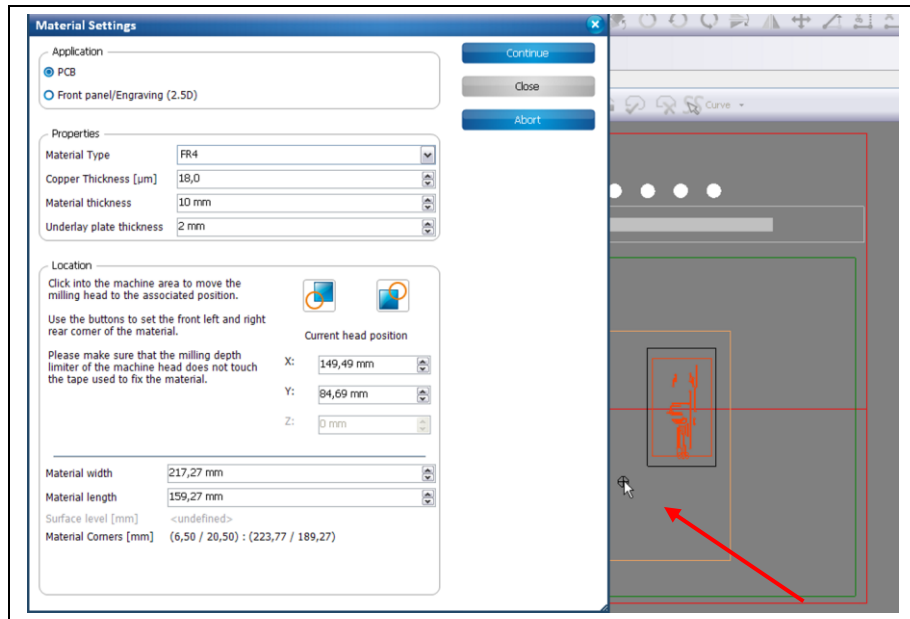 Material Settings
Application
PCB
Front panel/Engraving (2.5D)
Continue
Close
Abort
Properties
Material Type FR4
Copper Thickness [µm] 18,0
Material thickness 10 mm
Underlay plate thickness 2 mm
Location
Click into the machine area to move the
milling head to the associated position.
Use the buttons to set the front left and right
rear corner of the material.
Please make sure that the milling depth
limiter of the machine head does not touch
the tape used to fix the material.
Current head position
X: 149,49 mm
Y: 84,69 mm
Z: 0 mm
Material width 217,27 mm
Material length 159,27 mm
Surface level [mm] <undefined>
Material Corners [mm] (6,50 / 20,50) : (223,77 / 189,27)
Curve